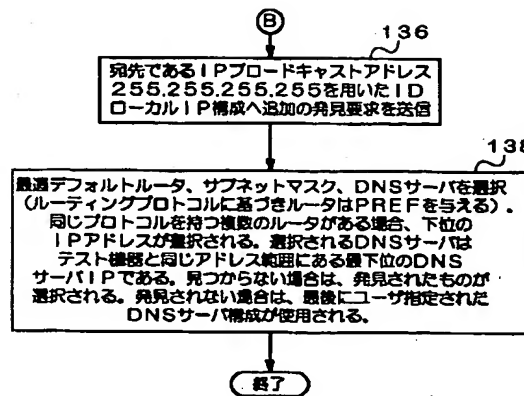 B
136
宛先であるIPブロードキャストアドレス
255.255.255.255を用いたID
ローカルIP構成へ追加の発見要求を送信
138
最適デフォルトルータ、サブネットマスク、DNSサーバを選択
(ルーティングプロトコルに基づきルータはPREFを与える)。
同じプロトコルを持つ複数のルータがある場合、下位の
IPアドレスが選択される。選択されるDNSサーバは
テスト機器と同じアドレス範囲にある最下位のDNS
サーバIPである。見つからない場合は、発見されたものが
選択される。発見されない場合は、最後にユーザ指定された
DNSサーバ構成が使用される。
終了